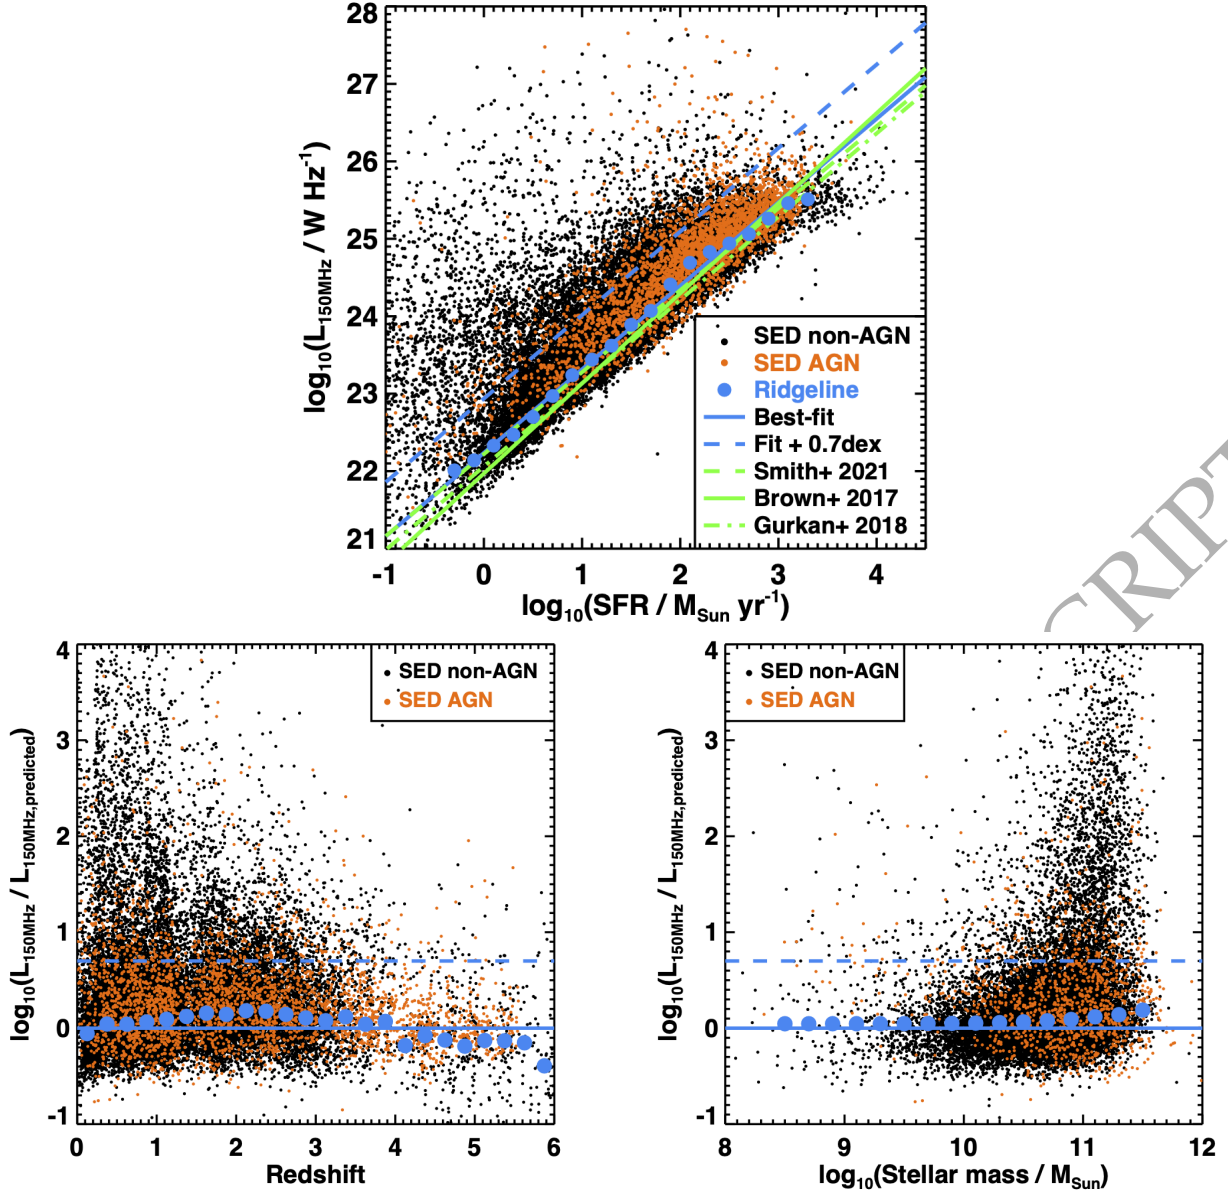 28
27
26
25
24
23
22
21
log₁₀(L₁₅₀MHz / W Hz⁻¹)
SED non-AGN
SED AGN
Ridgeline
Best-fit
Fit + 0.7dex
Smith+ 2021
Brown+ 2017
Gurkan+ 2018
-1 0 1 2 3 4
log₁₀(SFR / M_Sun yr⁻¹)
CRIPT
4
3
2
1
0
-1
log₁₀(L₁₅₀MHz / L₁₅₀MHz,predicted)
SED non-AGN
SED AGN
0 1 2 3 4 5 6
Redshift
4
3
2
1
0
-1
log₁₀(L₁₅₀MHz / L₁₅₀MHz,predicted)
SED non-AGN
SED AGN
8 9 10 11 12
log₁₀(Stellar mass / M_Sun)